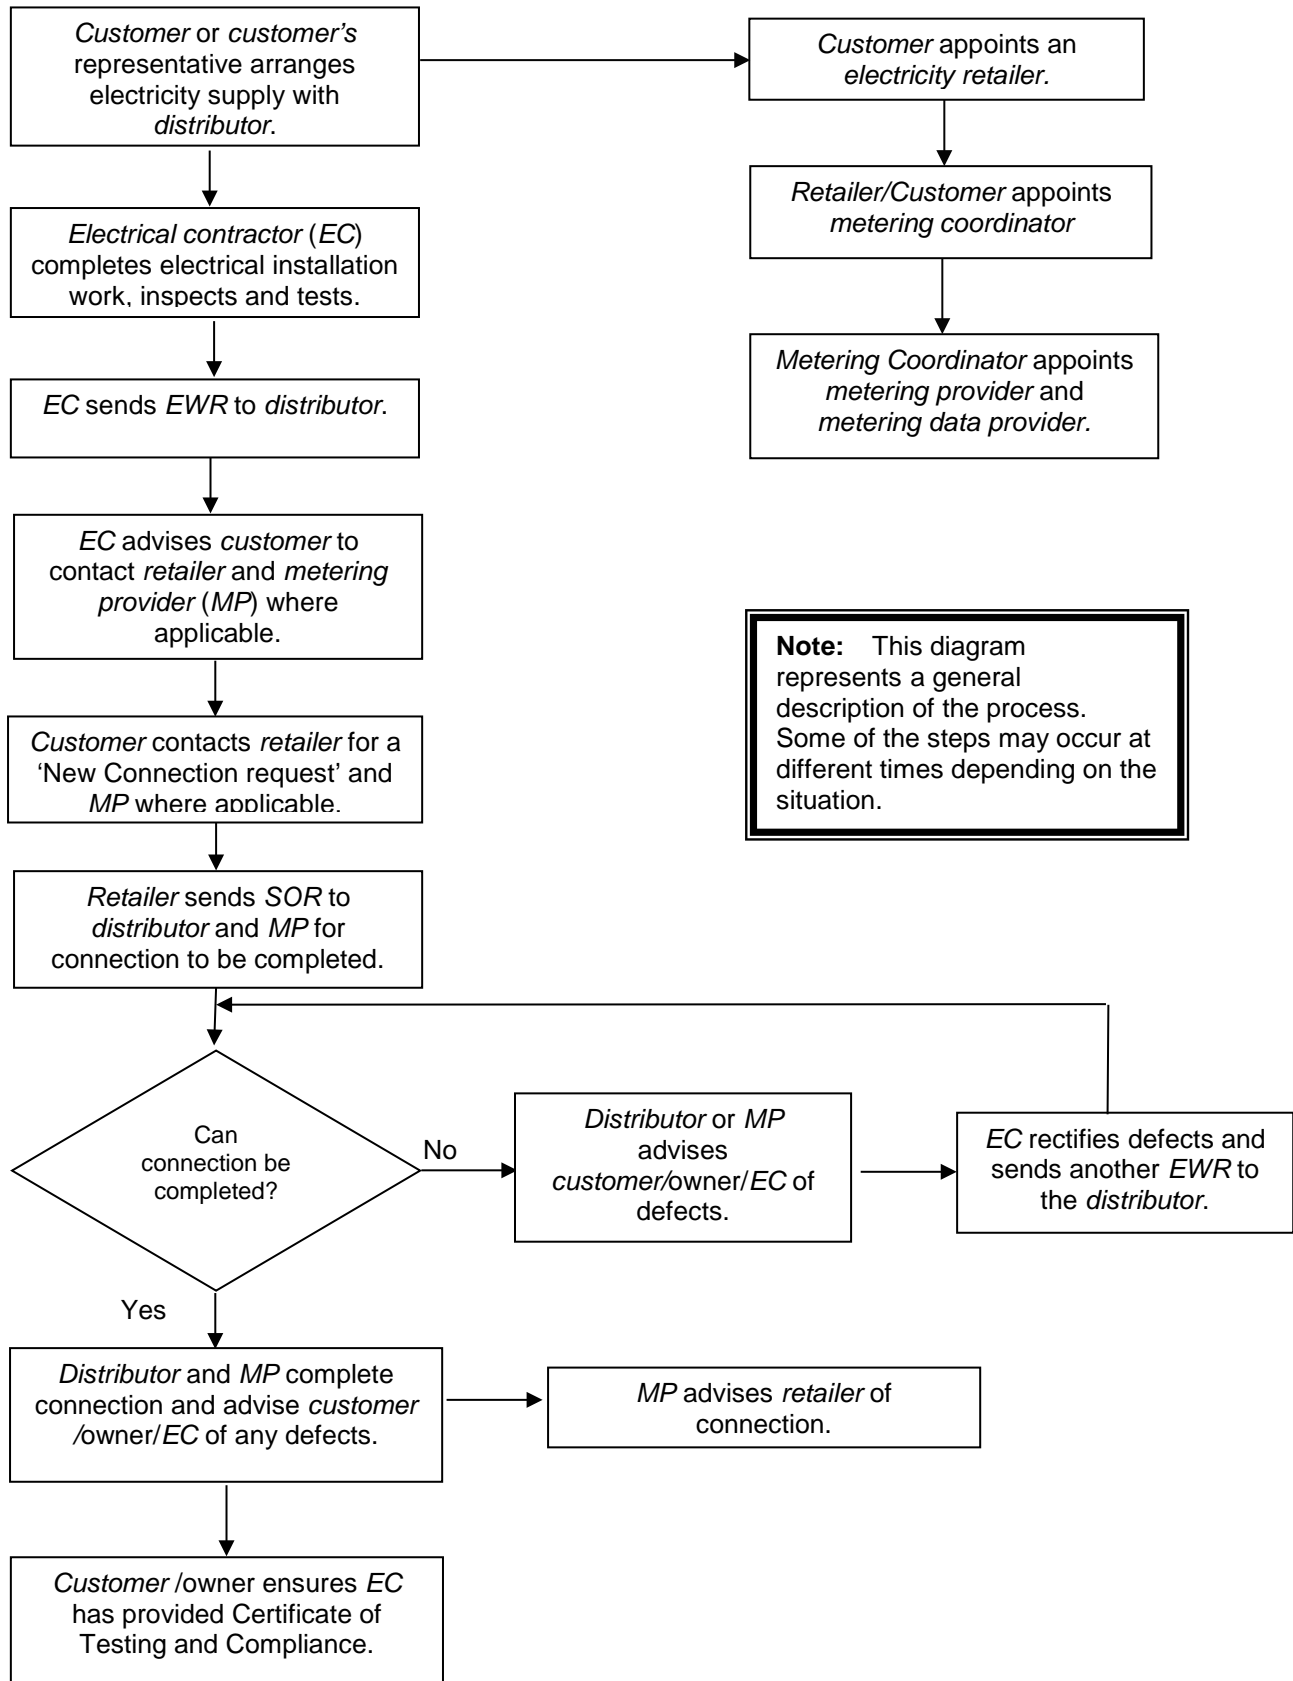 Customer or customer's
representative arranges
electricity supply with
distributor.
Customer appoints an
electricity retailer.
Retailer/Customer appoints
metering coordinator
Metering Coordinator appoints
metering provider and
metering data provider.
Electrical contractor (EC)
completes electrical installation
work, inspects and tests.
EC sends EWR to distributor.
EC advises customer to
contact retailer and metering
provider (MP) where
applicable.
Note: This diagram
represents a general
description of the process.
Some of the steps may occur at
different times depending on the
situation.
Customer contacts retailer for a
‘New Connection request’ and
MP where applicable.
Retailer sends SOR to
distributor and MP for
connection to be completed.
Can
connection be
completed?
No
Distributor or MP
advises
customer/owner/EC of
defects.
EC rectifies defects and
sends another EWR to
the distributor.
Yes
Distributor and MP complete
connection and advise customer
/owner/EC of any defects.
MP advises retailer of
connection.
Customer /owner ensures EC
has provided Certificate of
Testing and Compliance.